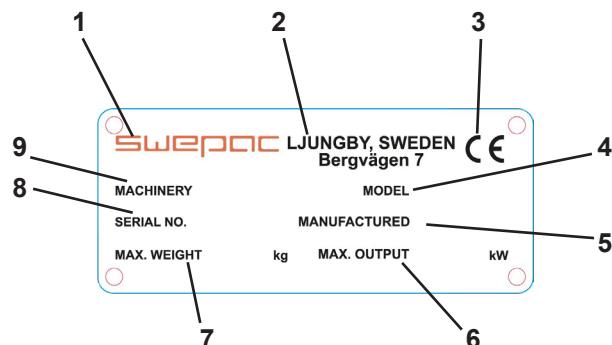 1 2 3
swepac LJUNGBY, SWEDEN CE
Bergvägen 7
9 4
MACHINERY MODEL
8
SERIAL NO. MANUFACTURED
5
MAX. WEIGHT kg MAX. OUTPUT kW
7 6